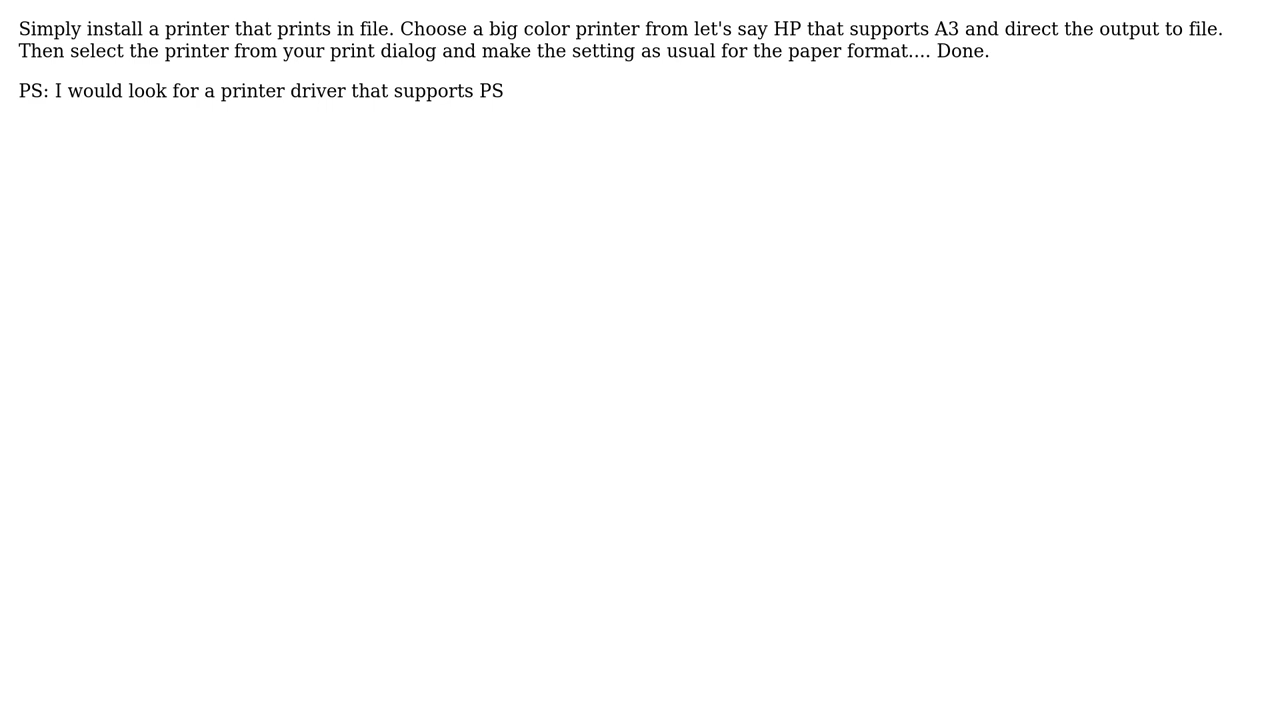 Simply install a printer that prints in file. Choose a big color printer from let's say HP that supports A3 and direct the output to file.
Then select the printer from your print dialog and make the setting as usual for the paper format.... Done.
PS: I would look for a printer driver that supports PS